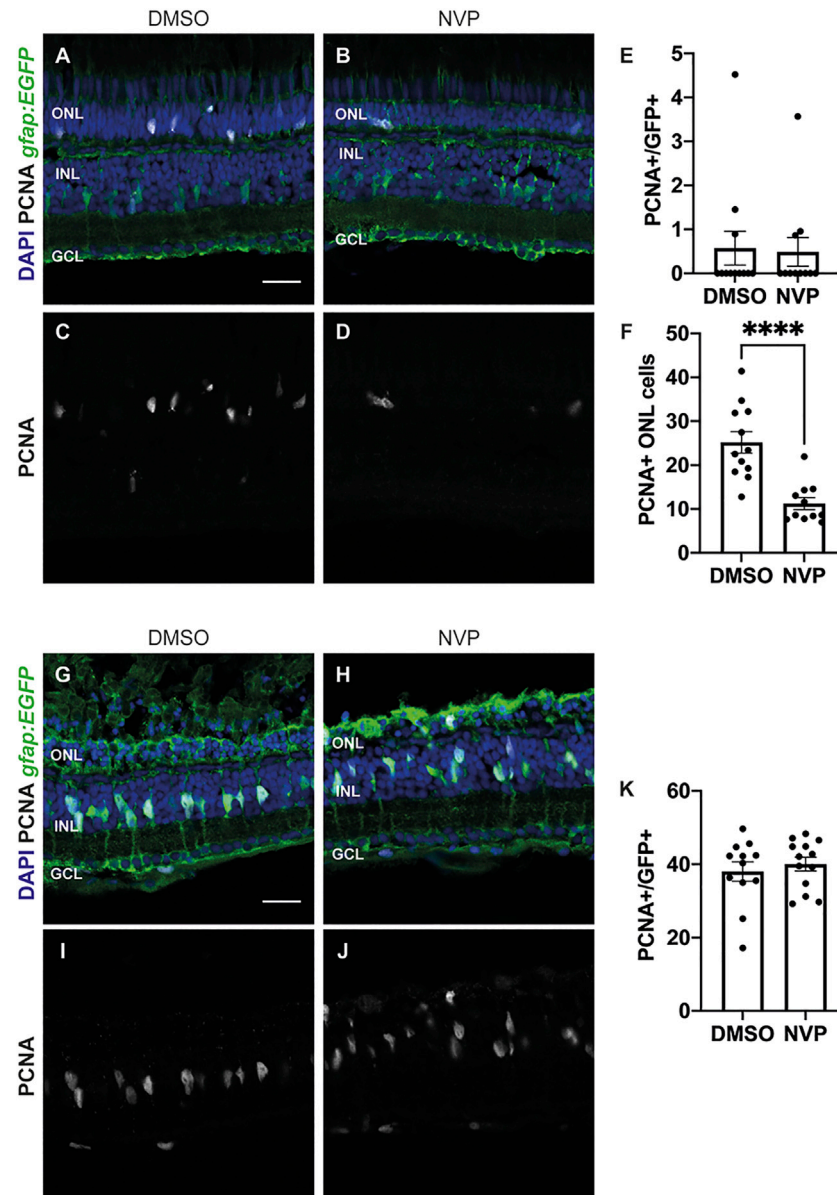 DMSO
NVP
DAPI PCNA gfap:EGFP
A
ONL
INL
GCL
B
ONL
INL
GCL
E
PCNA+/GFP+
5
4
3
2
1
0
DMSO NVP
PCNA
C
D
F
****
PCNA+ ONL cells
50
40
30
20
10
0
DMSO NVP
DMSO
NVP
DAPI PCNA gfap:EGFP
G
ONL
INL
GCL
H
ONL
INL
GCL
K
PCNA+/GFP+
60
40
20
0
DMSO NVP
PCNA
I
J